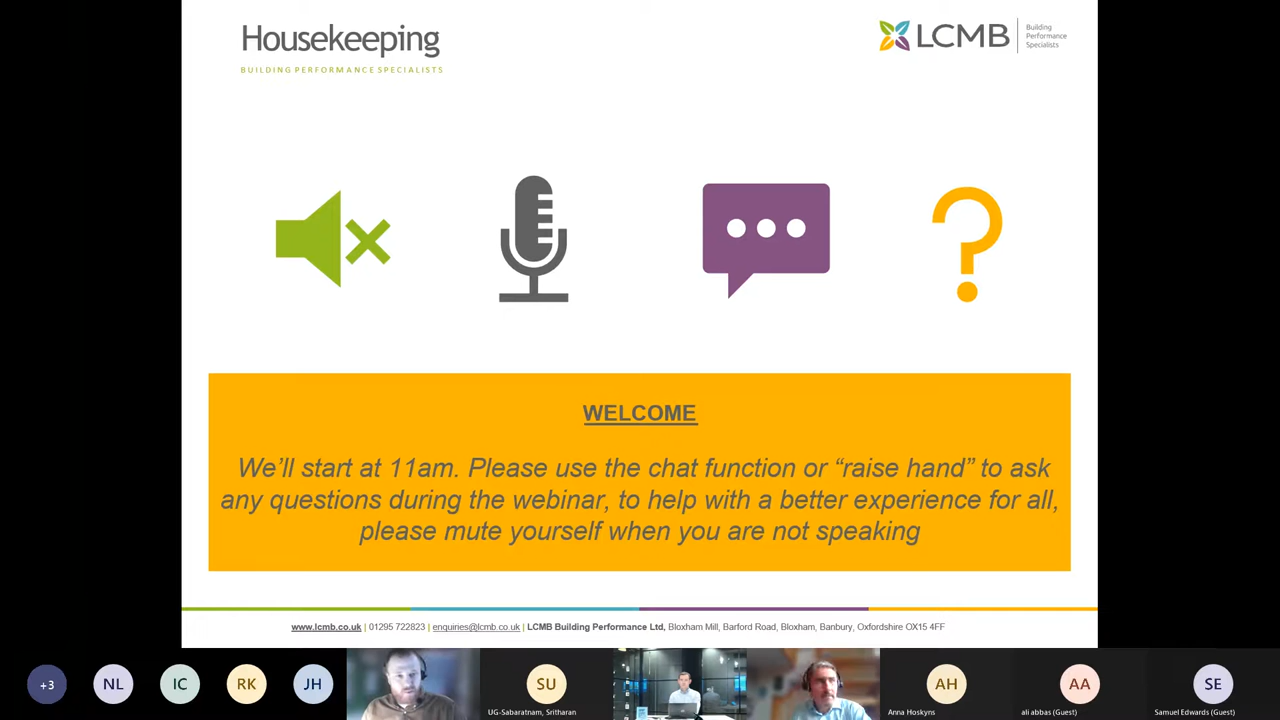 Housekeeping
BUILDING PERFORMANCE SPECIALISTS
LCMB
Building
Performance
Specialists
WELCOME
We’ll start at 11am. Please use the chat function or “raise hand” to ask
any questions during the webinar, to help with a better experience for all,
please mute yourself when you are not speaking
www.lcmb.co.uk | 01295 722823 | enquiries@lcmb.co.uk | LCMB Building Performance Ltd, Bloxham Mill, Barford Road, Bloxham, Banbury, Oxfordshire OX15 4FF
+3 NL IC RK JH SU AH AA SE
UG-Sabaratnam, Sritharan Anna Hoskyns ali abbas (Guest) Samuel Edwards (Guest)